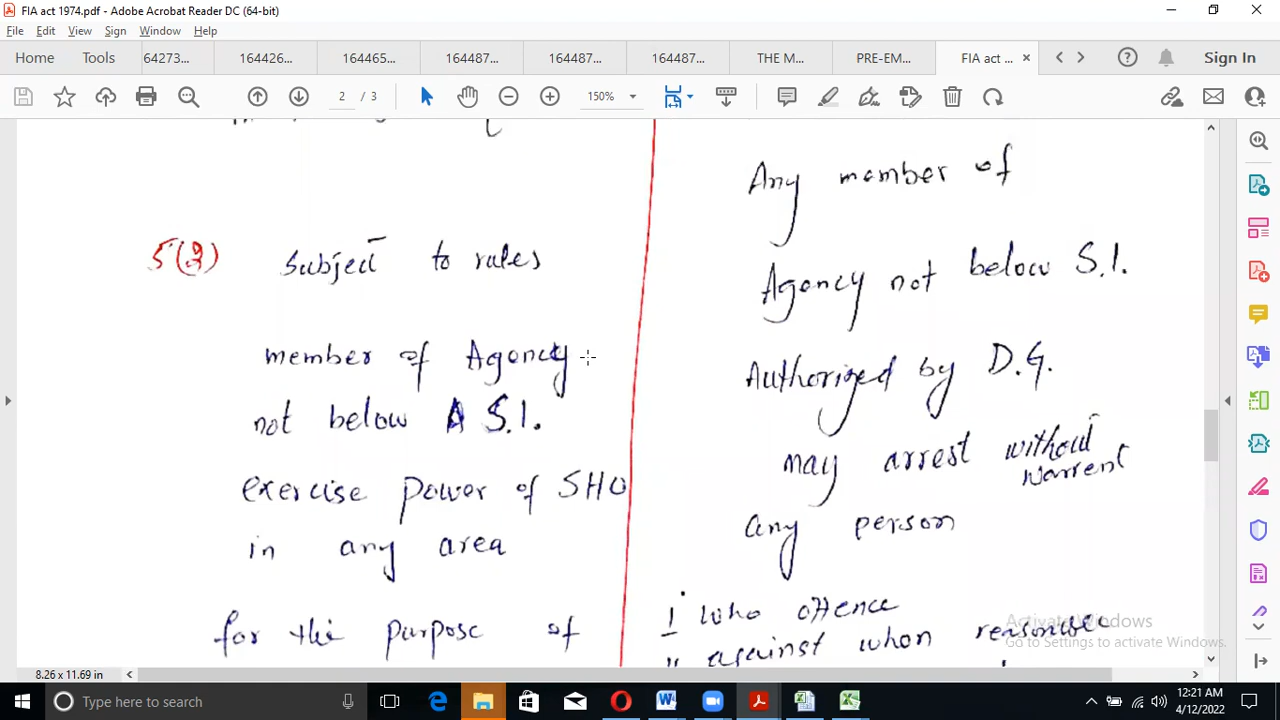 FIA act 1974.pdf - Adobe Acrobat Reader DC (64-bit)
File Edit View Sign Window Help
Home Tools 64273... 164426... 164465... 164487... 164487... 164487... THE M... PRE-EM... FIA act ... × Sign In
2 / 3 150%
5(3) Subject to rules
member of Agency
not below A S.I.
exercise power of SHO
in any area
for the purpose of
Any member of
Agency not below S.I.
Authorized by D.G.
may arrest without
warrent
any person
i who offence
against whon reasonable
Activate Windows
Go to Settings to activate Windows.
8.26 x 11.69 in
Type here to search
12:21 AM
4/12/2022